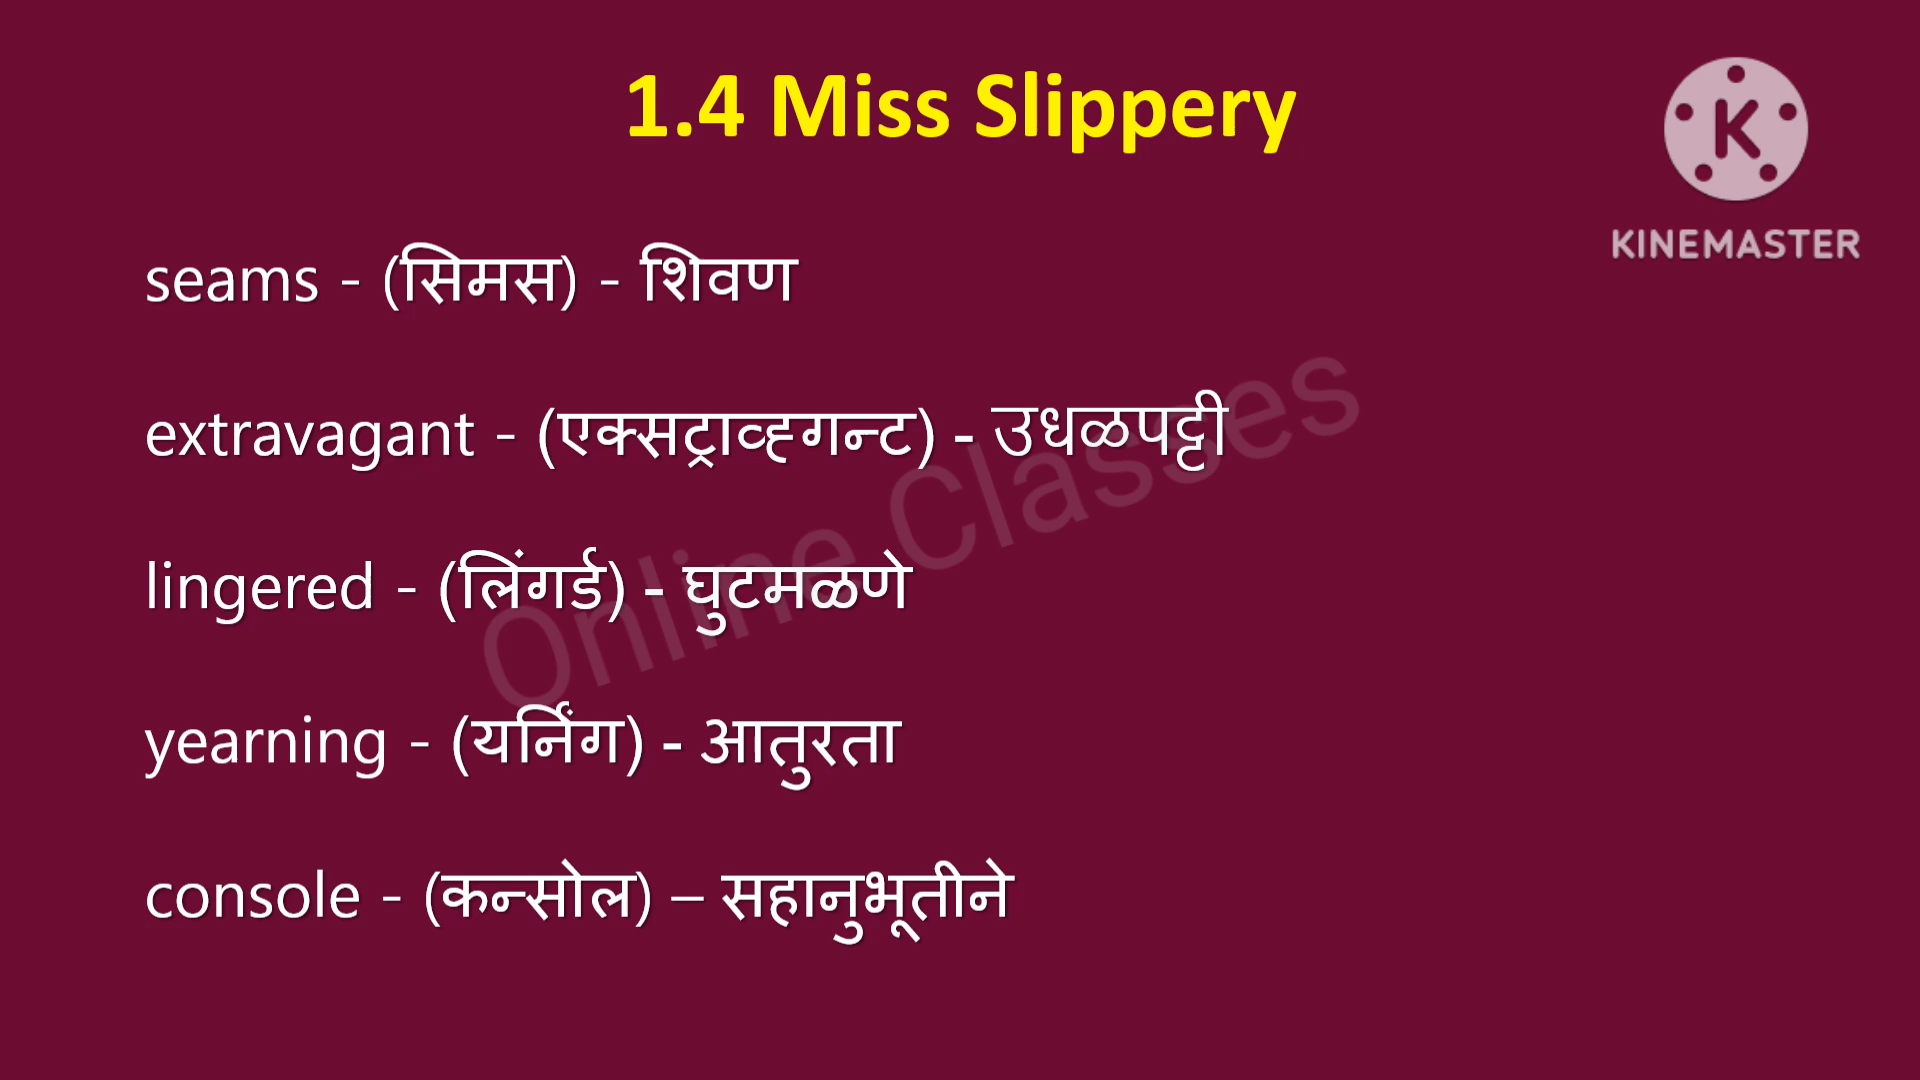 1.4 Miss Slippery
KINEMASTER
seams - (सिमस) - शिवण
extravagant - (एक्सट्राव्ह्गन्ट) - उधळपट्टी
lingered - (लिंगर्ड) - घुटमळणे
yearning - (यर्निंग) - आतुरता
console - (कन्सोल) – सहानुभूतीने
Online Classes